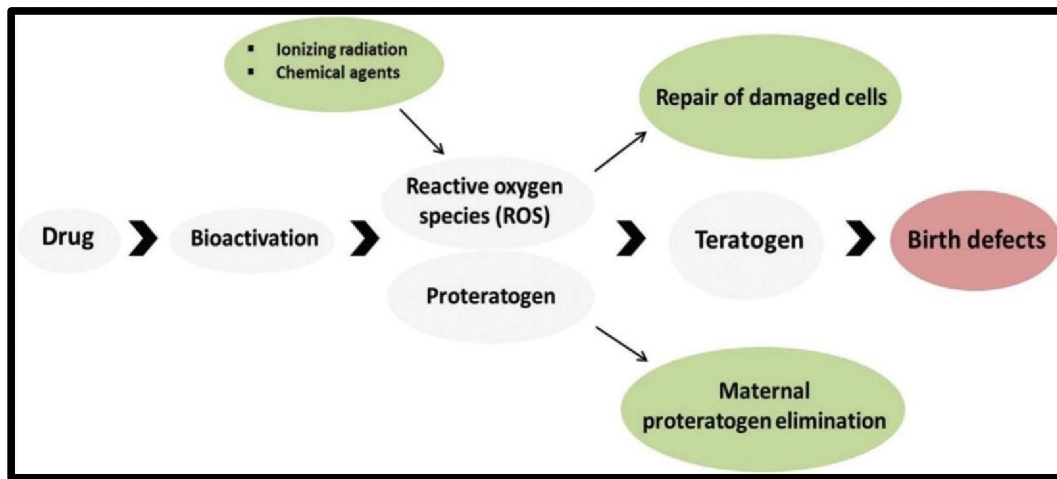 Ionizing radiation
Chemical agents
Repair of damaged cells
Reactive oxygen
species (ROS)
Drug
Bioactivation
Teratogen
Birth defects
Proteratogen
Maternal
proteratogen elimination